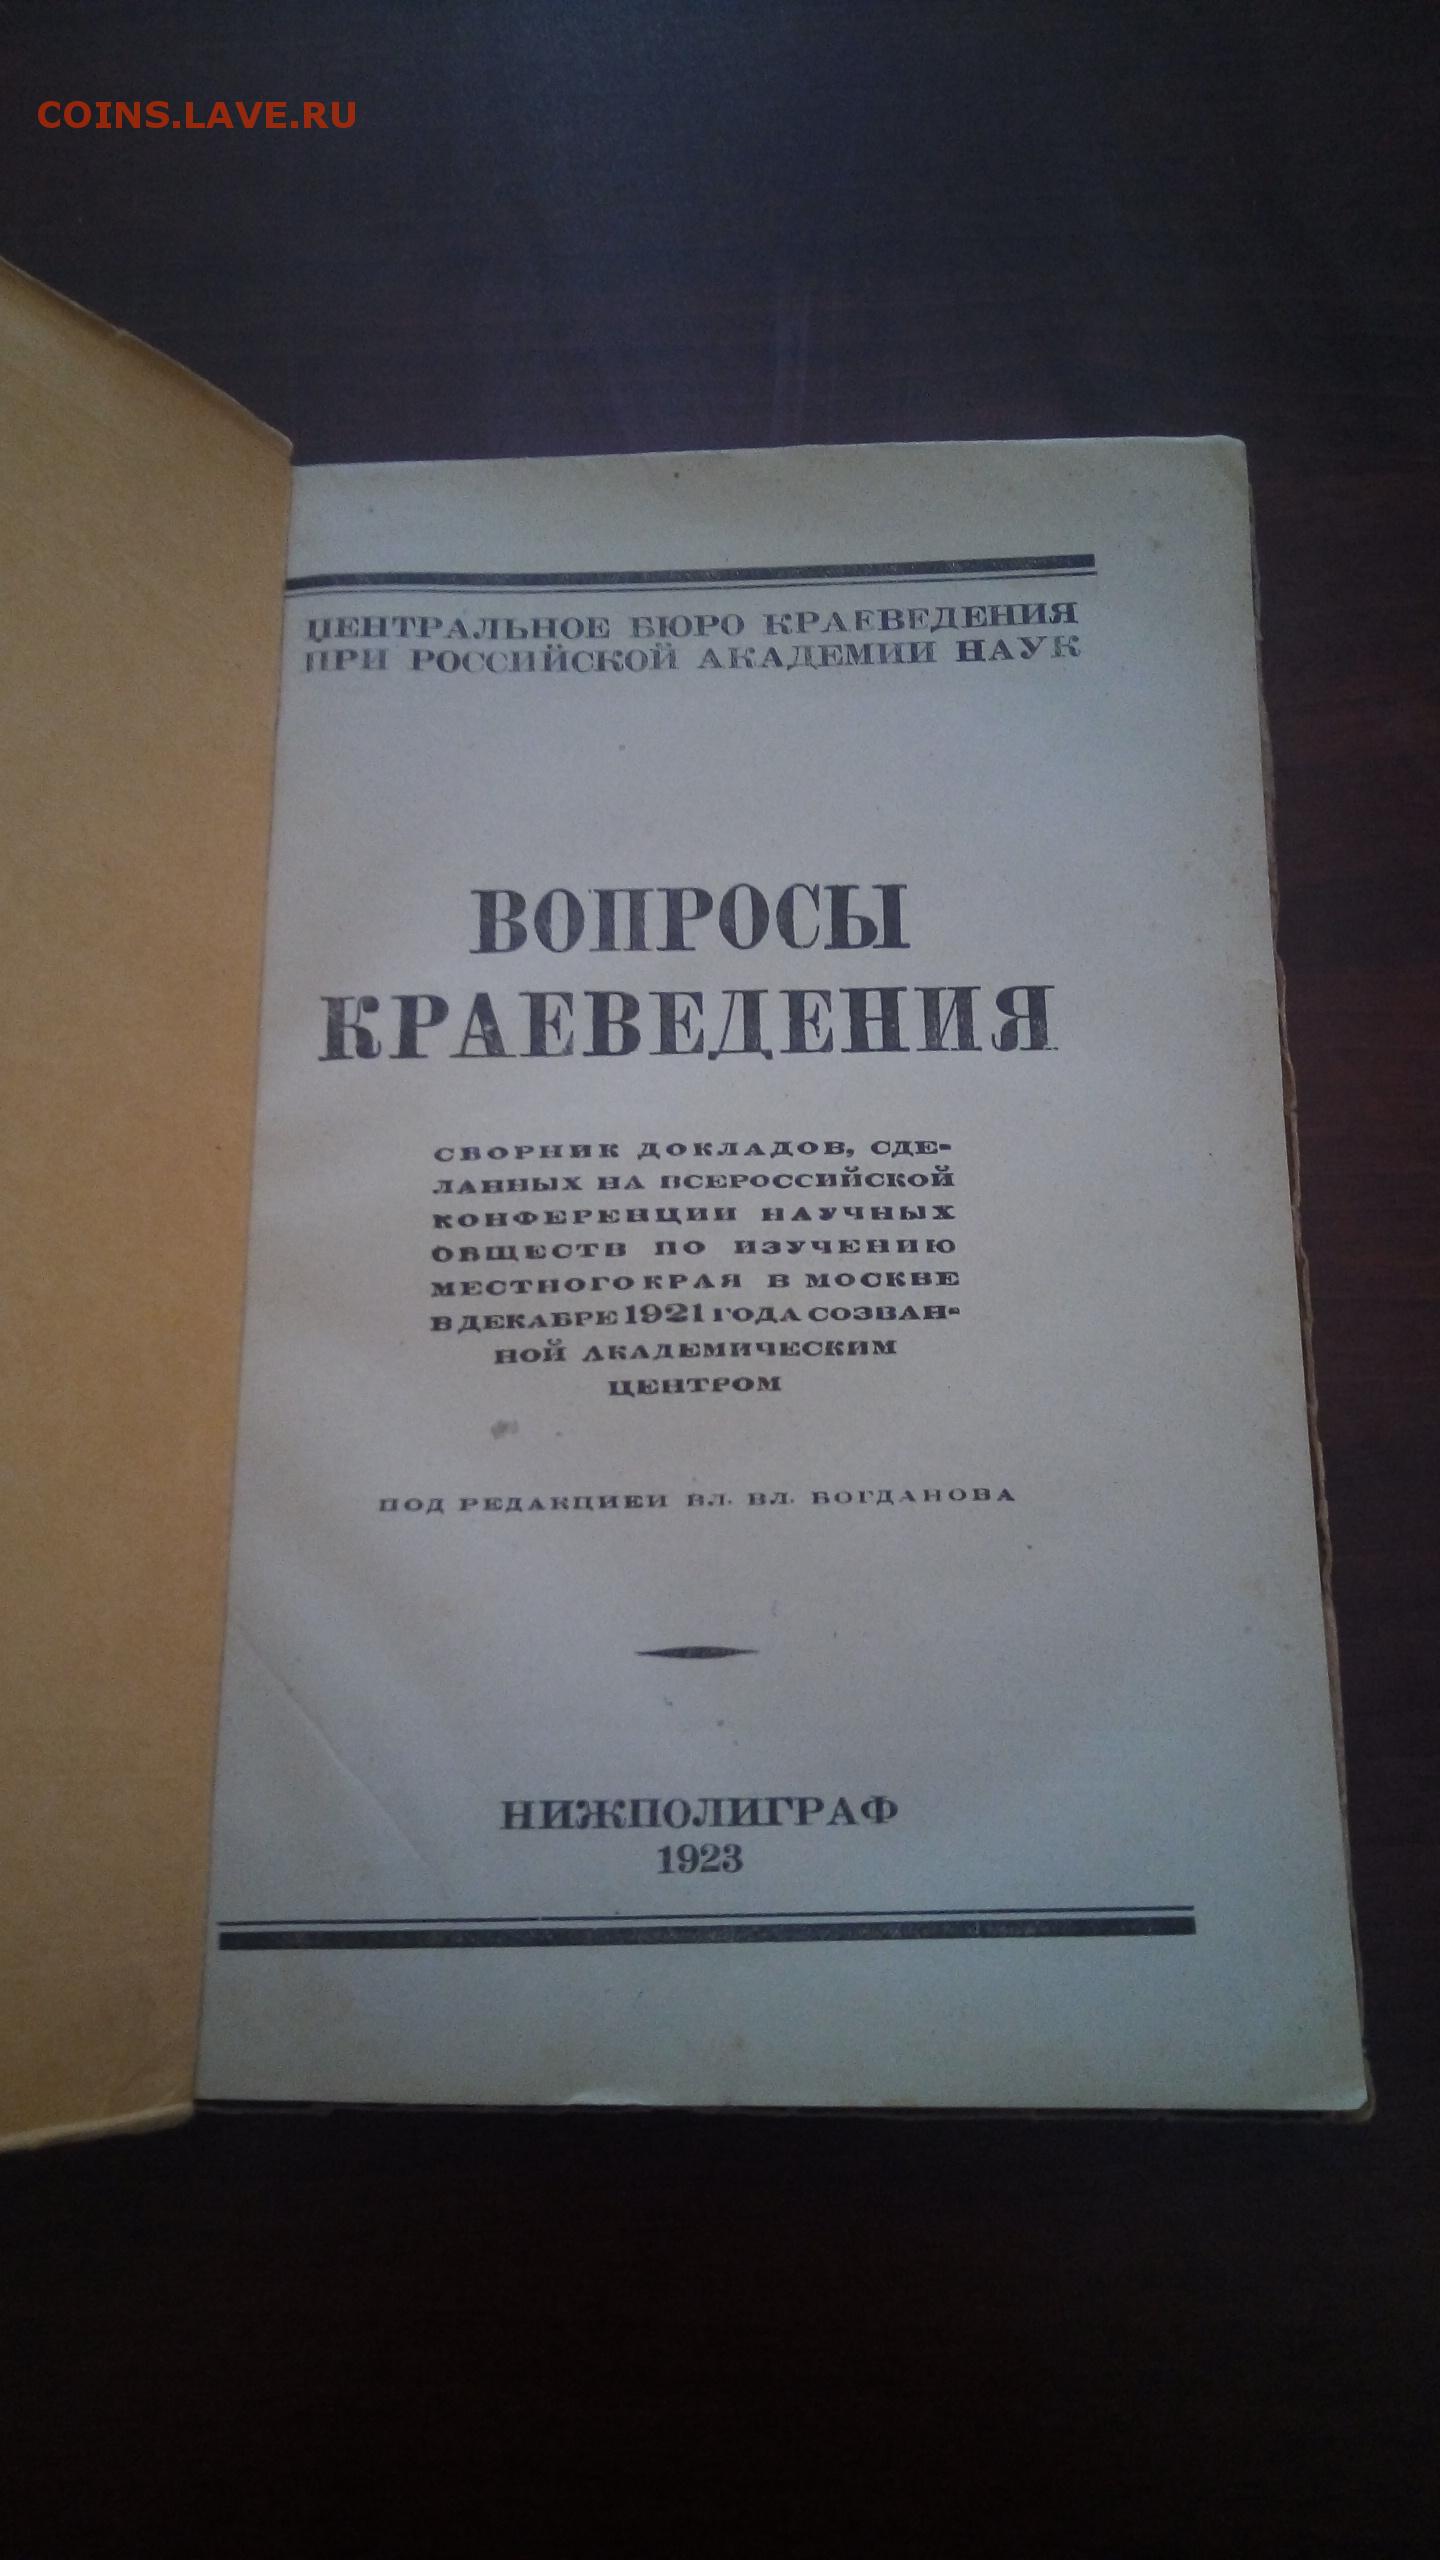 COINS.LAVE.RU
ЦЕНТРАЛЬНОЕ БЮРО КРАЕВЕДЕНИЯ
ПРИ РОССИЙСКОЙ АКАДЕМИИ НАУК
ВОПРОСЫ
КРАЕВЕДЕНИЯ
СБОРНИК ДОКЛАДОВ, СДЕ-
ЛАННЫХ НА ВСЕРОССИЙСКОЙ
КОНФЕРЕНЦИИ НАУЧНЫХ
ОБЩЕСТВ ПО ИЗУЧЕНИЮ
МЕСТНОГО КРАЯ В МОСКВЕ
В ДЕКАБРЕ 1921 ГОДА СОЗВАН-
НОЙ АКАДЕМИЧЕСКИМ
ЦЕНТРОМ
ПОД РЕДАКЦИЕЙ ВЛ. ВЛ. БОГДАНОВА
НИЖПОЛИГРАФ
1923